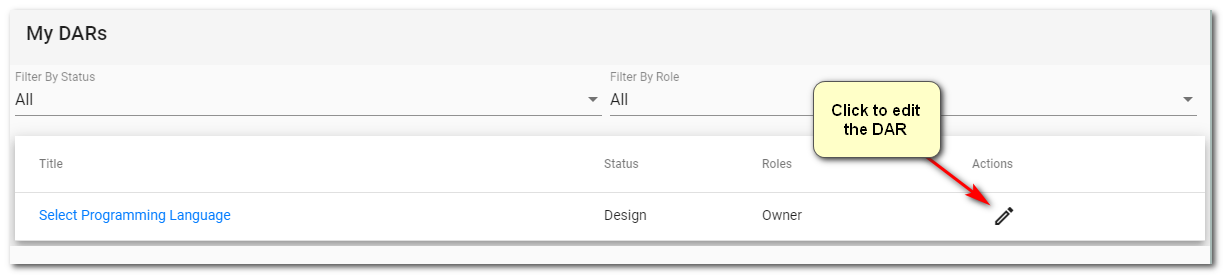 My DARs
Filter By Status
Filter By Role
All
All
Click to edit
the DAR
Title
Status
Roles
Actions
Select Programming Language
Design
Owner